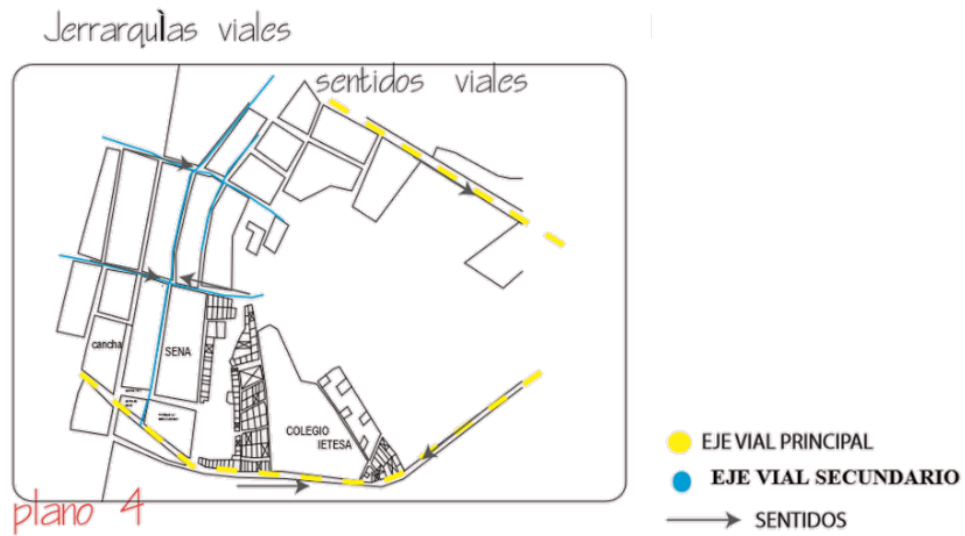 JerrarquÌas viales
sentidos viales
cancha
SENA
COLEGIO
IETESA
plano 4
EJE VIAL PRINCIPAL
EJE VIAL SECUNDARIO
SENTIDOS